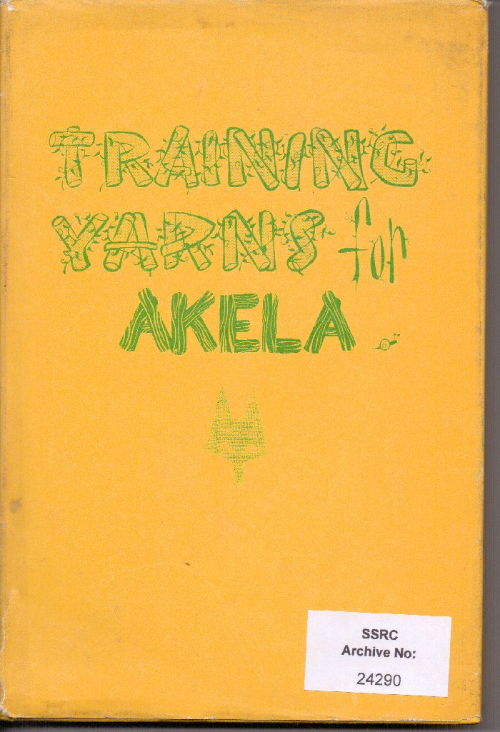 TRAINING
YARNS for
AKELA
SSRC
Archive No:
24290